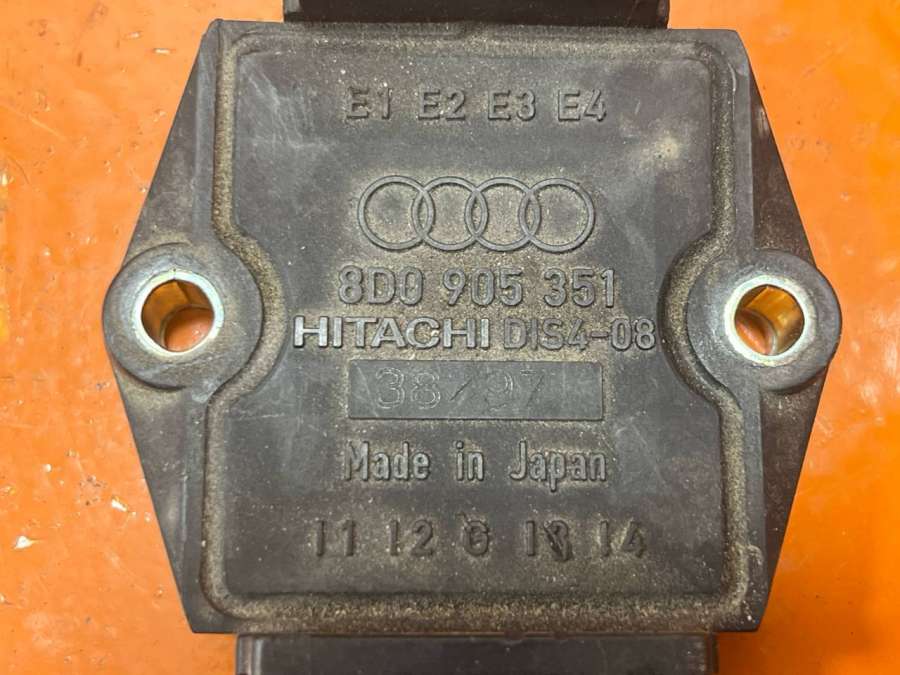 E1 E2 E3 E4
8D0 905 351
HITACHI DIS4-08
38/97
Made in Japan
I1 I2 G I3 I4